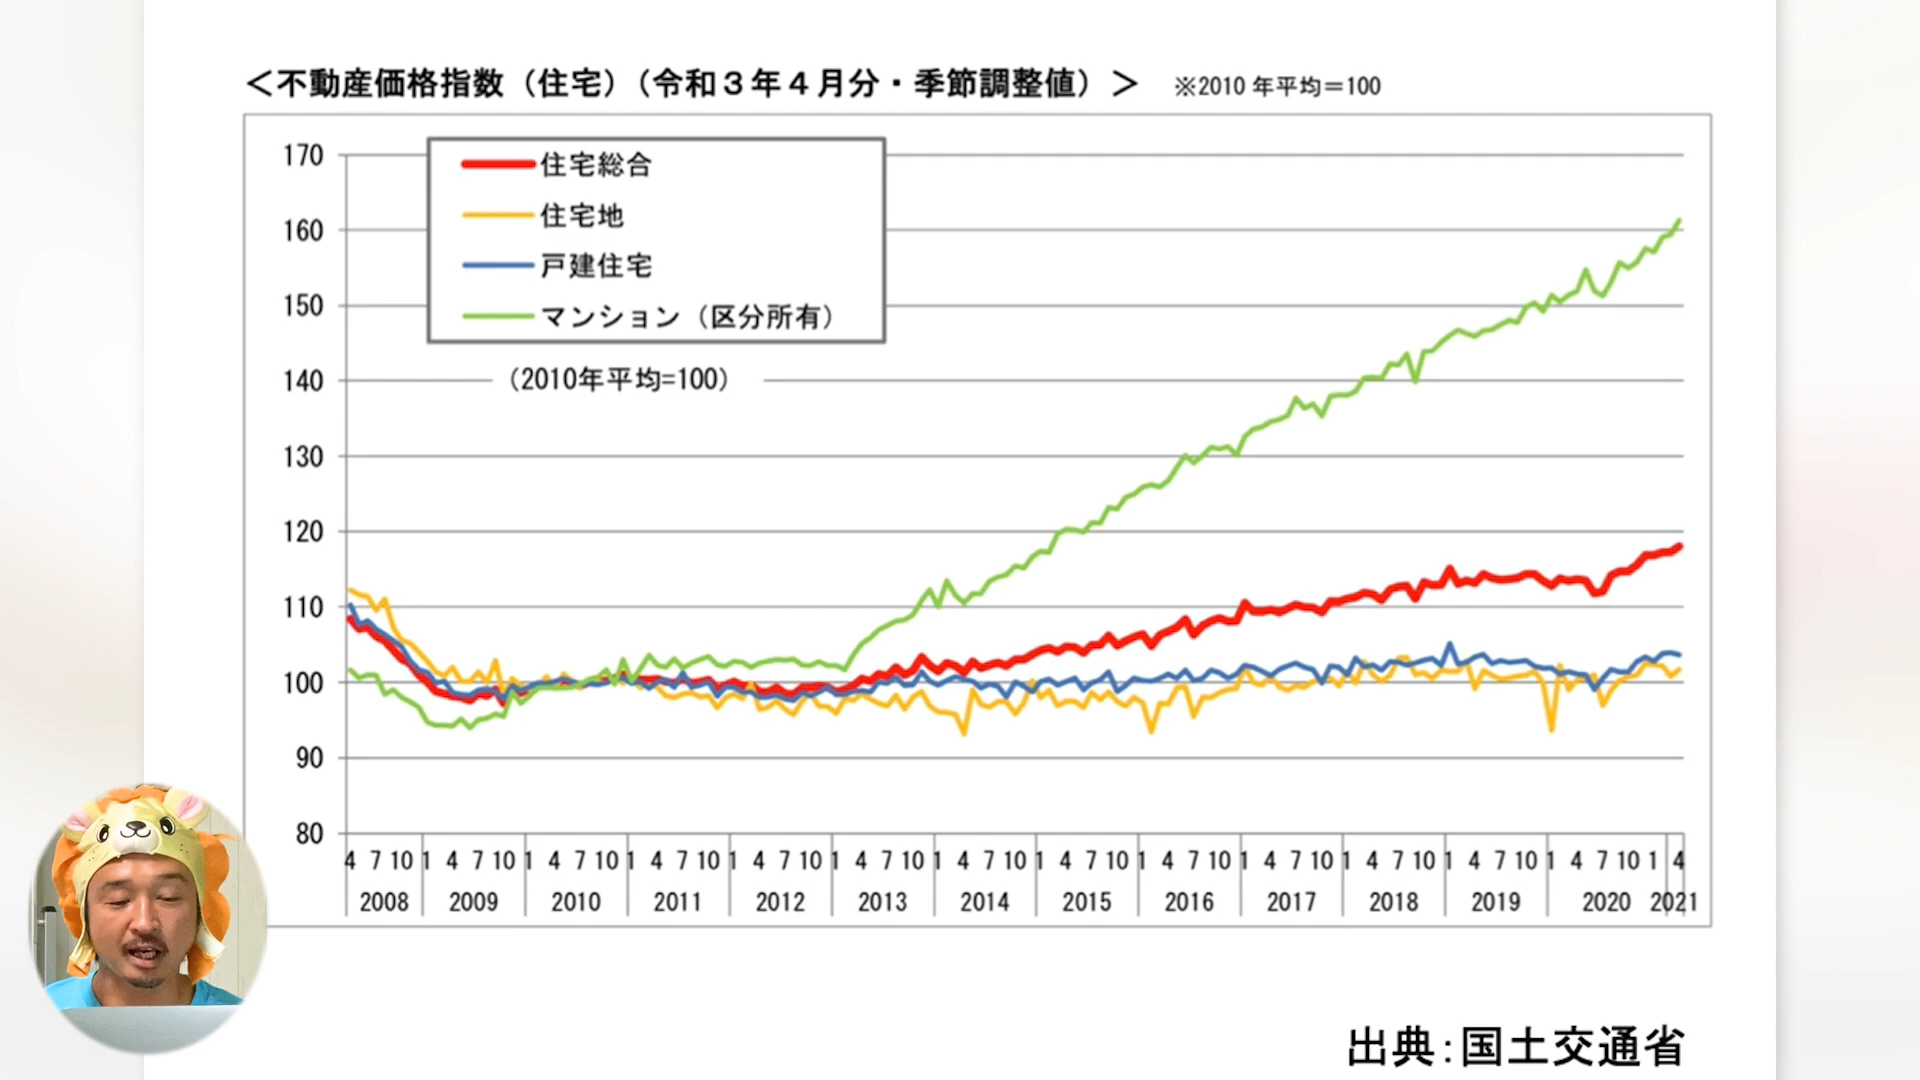 ＜不動産価格指数（住宅）（令和３年４月分・季節調整値）＞ ※2010 年平均＝100
170
160
150
140
130
120
110
100
90
80
住宅総合
住宅地
戸建住宅
マンション（区分所有）
（2010年平均=100）
4 7 10 1 4 7 10 1 4 7 10 1 4 7 10 1 4 7 10 1 4 7 10 1 4 7 10 1 4 7 10 1 4 7 10 1 4 7 10 1 4 7 10 1 4 7 10 1 4 7 10 1 4
2008 2009 2010 2011 2012 2013 2014 2015 2016 2017 2018 2019 2020 2021
出典：国土交通省